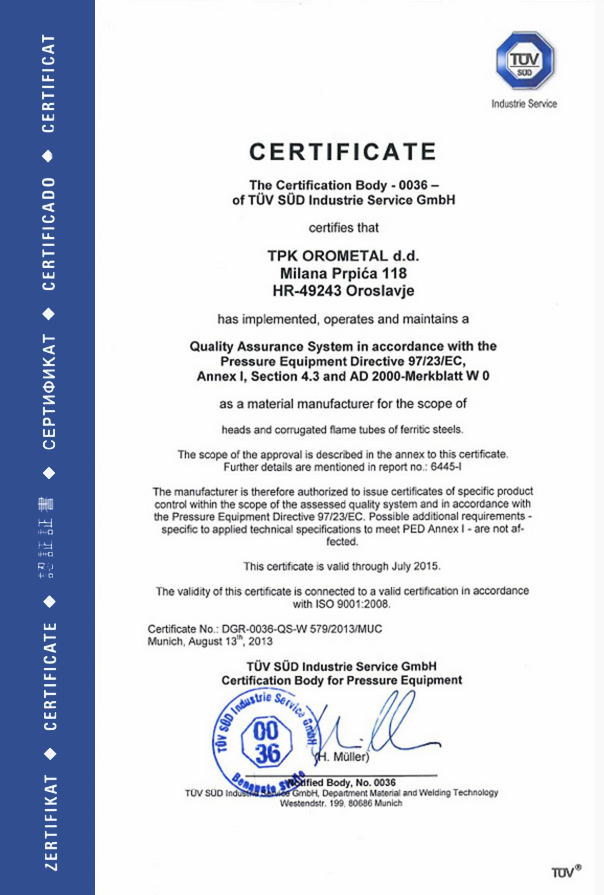 TÜV
SÜD
Industrie Service
CERTIFICATE
The Certification Body - 0036 –
of TÜV SÜD Industrie Service GmbH
certifies that
TPK OROMETAL d.d.
Milana Prpića 118
HR-49243 Oroslavje
has implemented, operates and maintains a
Quality Assurance System in accordance with the
Pressure Equipment Directive 97/23/EC,
Annex I, Section 4.3 and AD 2000-Merkblatt W 0
as a material manufacturer for the scope of
heads and corrugated flame tubes of ferritic steels.
The scope of the approval is described in the annex to this certificate.
Further details are mentioned in report no.: 6445-I
The manufacturer is therefore authorized to issue certificates of specific product
control within the scope of the assessed quality system and in accordance with
the Pressure Equipment Directive 97/23/EC. Possible additional requirements -
specific to applied technical specifications to meet PED Annex I - are not af-
fected.
This certificate is valid through July 2015.
The validity of this certificate is connected to a valid certification in accordance
with ISO 9001:2008.
Certificate No.: DGR-0036-QS-W 579/2013/MUC
Munich, August 13th, 2013
TÜV SÜD Industrie Service GmbH
Certification Body for Pressure Equipment
TÜV SÜD Industrie Service GmbH
00
36
Benannte Stelle
(H. Müller)
Notified Body, No. 0036
TÜV SÜD Industrie Service GmbH, Department Material and Welding Technology
Westendstr. 199, 80686 Munich
TÜV®
ZERTIFIKAT ◆ CERTIFICATE ◆ 認証証書 ◆ СЕРТИФИКАТ ◆ CERTIFICADO ◆ CERTIFICAT